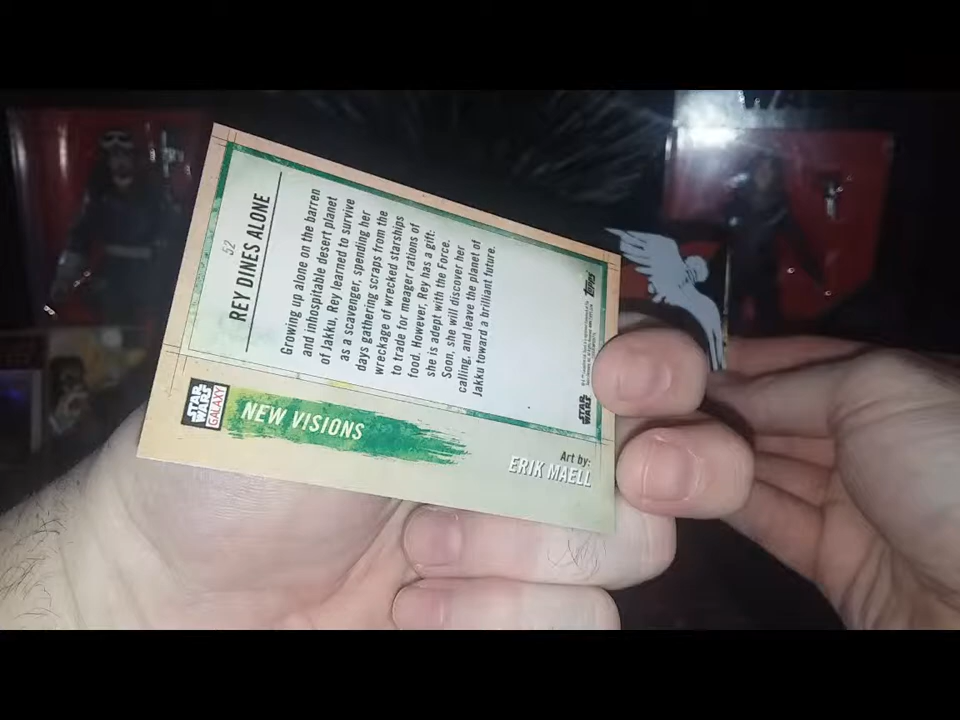 52
REY DINES ALONE
Growing up alone on the barren
and inhospitable desert planet
of Jakku, Rey learned to survive
as a scavenger, spending her
days gathering scraps from the
wreckage of wrecked starships
to trade for meager rations of
food. However, Rey has a gift:
she is adept with the Force.
Soon, she will discover her
calling, and leave the planet of
Jakku toward a brilliant future.
TOPPS
STAR WARS
STAR
WARS
GALAXY
NEW VISIONS
Art by:
ERIK MAELL